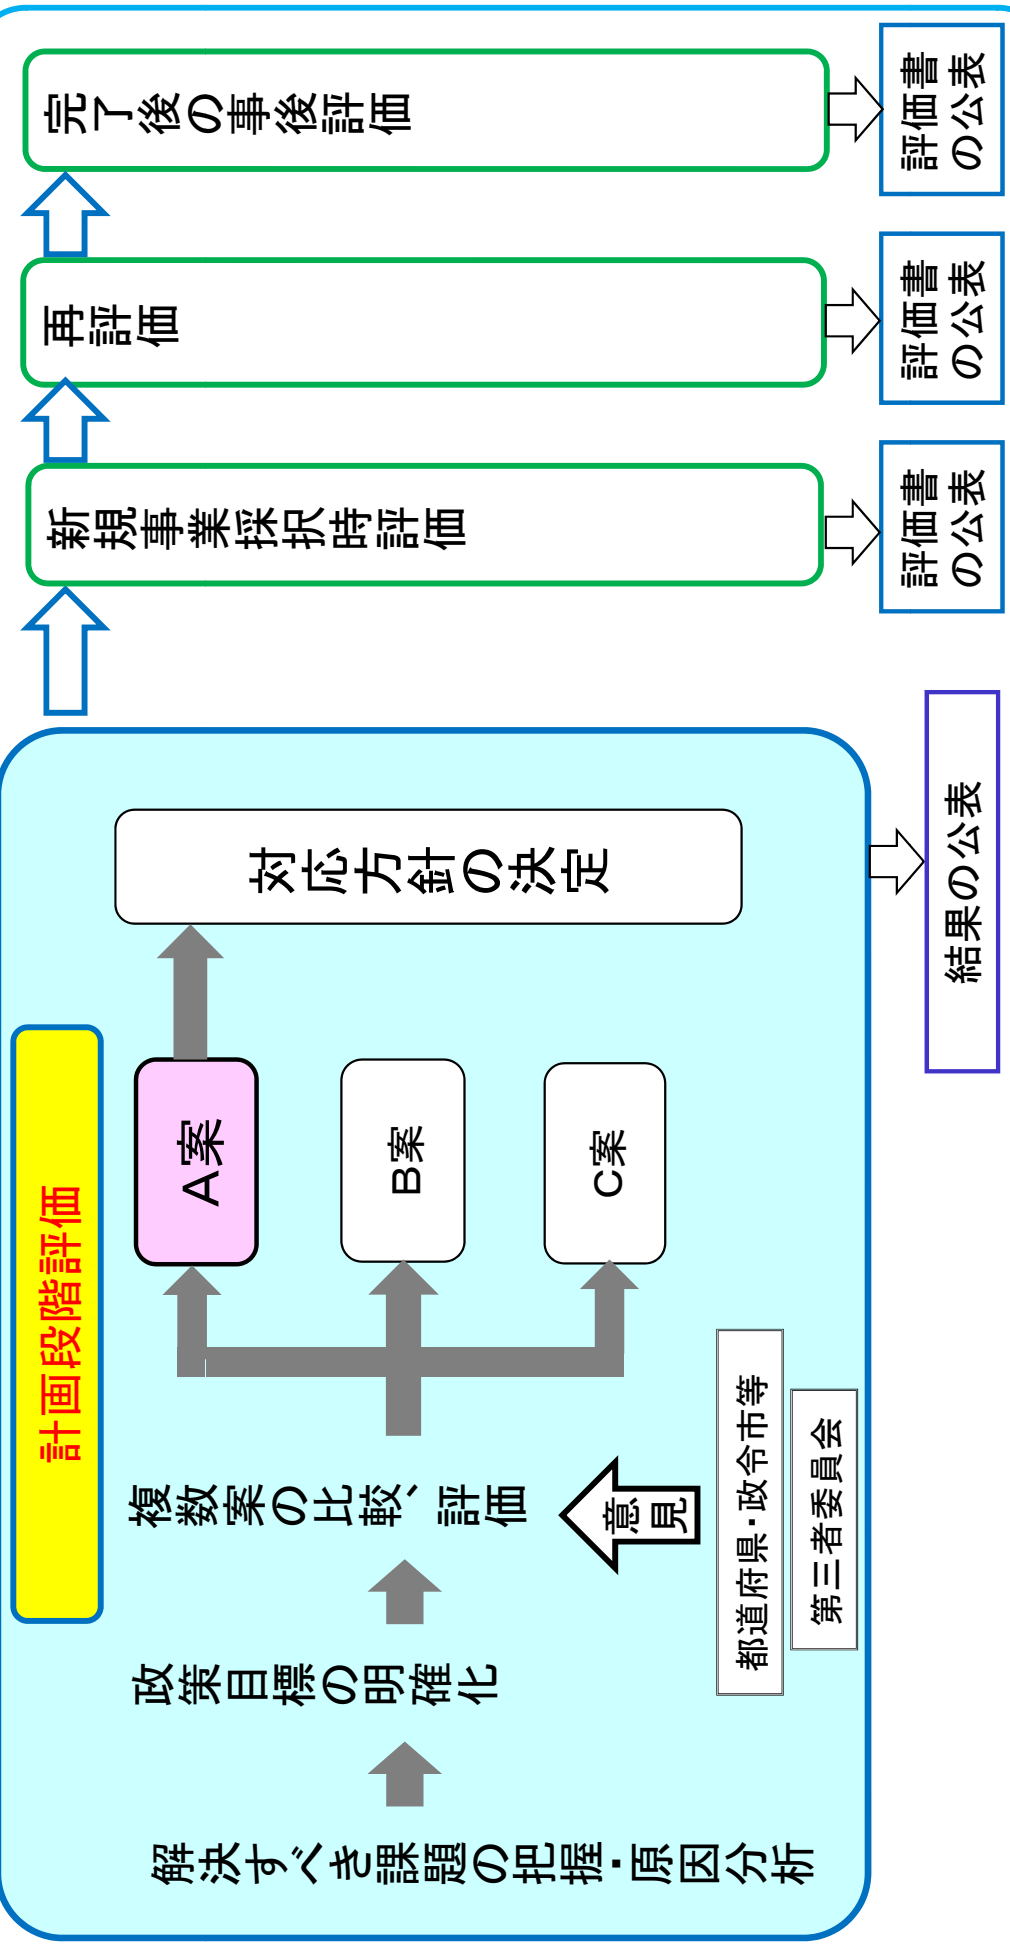 計画段階評価
解決すべき課題の把握・原因分析
政策目標の明確化
複数案の比較、評価
意見
都道府県・政令市等
第三者委員会
A案
B案
C案
対応方針の決定
結果の公表
新規事業採択時評価
評価書
の公表
再評価
評価書
の公表
完了後の事後評価
評価書
の公表